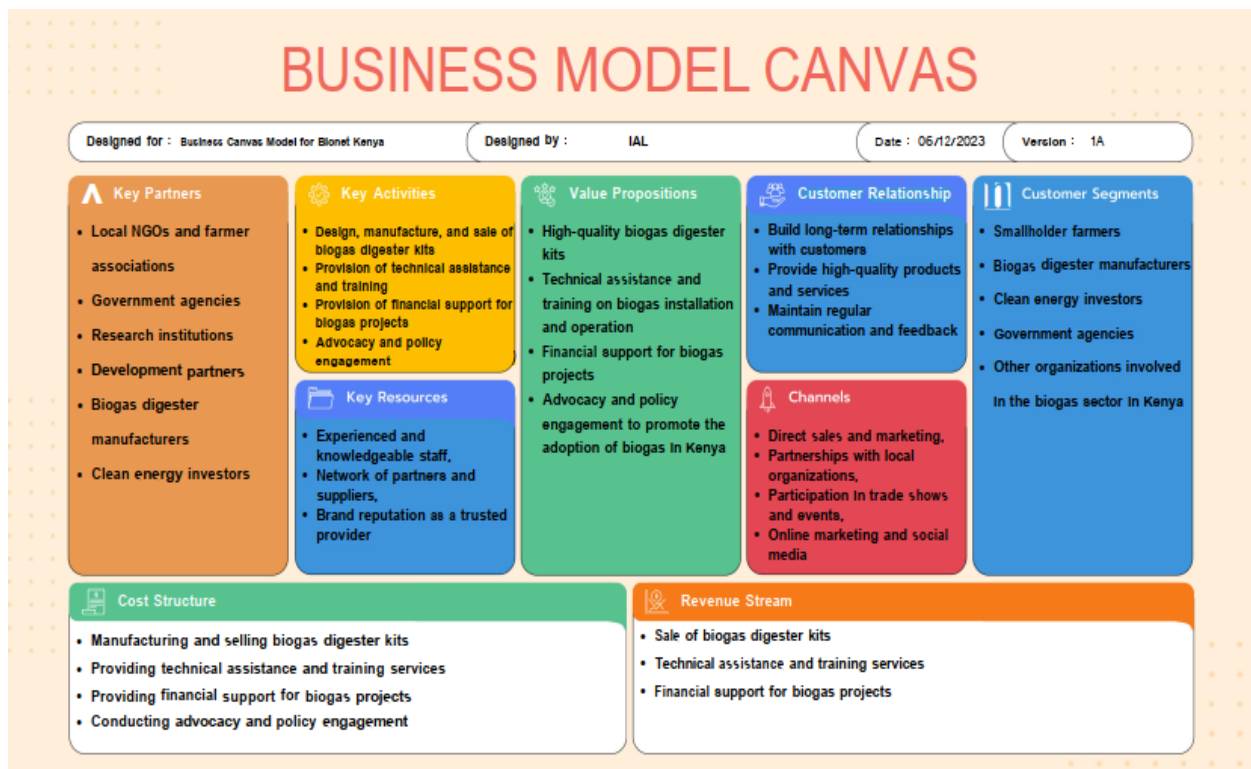 BUSINESS MODEL CANVAS
Designed for : Business Canvas Model for Bionet Kenya
Designed by : IAL
Date : 06/12/2023
Version : 1A
Key Partners
• Local NGOs and farmer
associations
• Government agencies
• Research institutions
• Development partners
• Biogas digester
manufacturers
• Clean energy investors
Key Activities
• Design, manufacture, and sale of
biogas digester kits
• Provision of technical assistance
and training
• Provision of financial support for
biogas projects
• Advocacy and policy
engagement
Key Resources
• Experienced and
knowledgeable staff,
• Network of partners and
suppliers,
• Brand reputation as a trusted
provider
Value Propositions
• High-quality biogas digester
kits
• Technical assistance and
training on biogas installation
and operation
• Financial support for biogas
projects
• Advocacy and policy
engagement to promote the
adoption of biogas in Kenya
Customer Relationship
• Build long-term relationships
with customers
• Provide high-quality products
and services
• Maintain regular
communication and feedback
Channels
• Direct sales and marketing,
• Partnerships with local
organizations,
• Participation in trade shows
and events,
• Online marketing and social
media
Customer Segments
• Smallholder farmers
• Biogas digester manufacturers
• Clean energy investors
• Government agencies
• Other organizations involved
in the biogas sector in Kenya
Cost Structure
• Manufacturing and selling biogas digester kits
• Providing technical assistance and training services
• Providing financial support for biogas projects
• Conducting advocacy and policy engagement
Revenue Stream
• Sale of biogas digester kits
• Technical assistance and training services
• Financial support for biogas projects